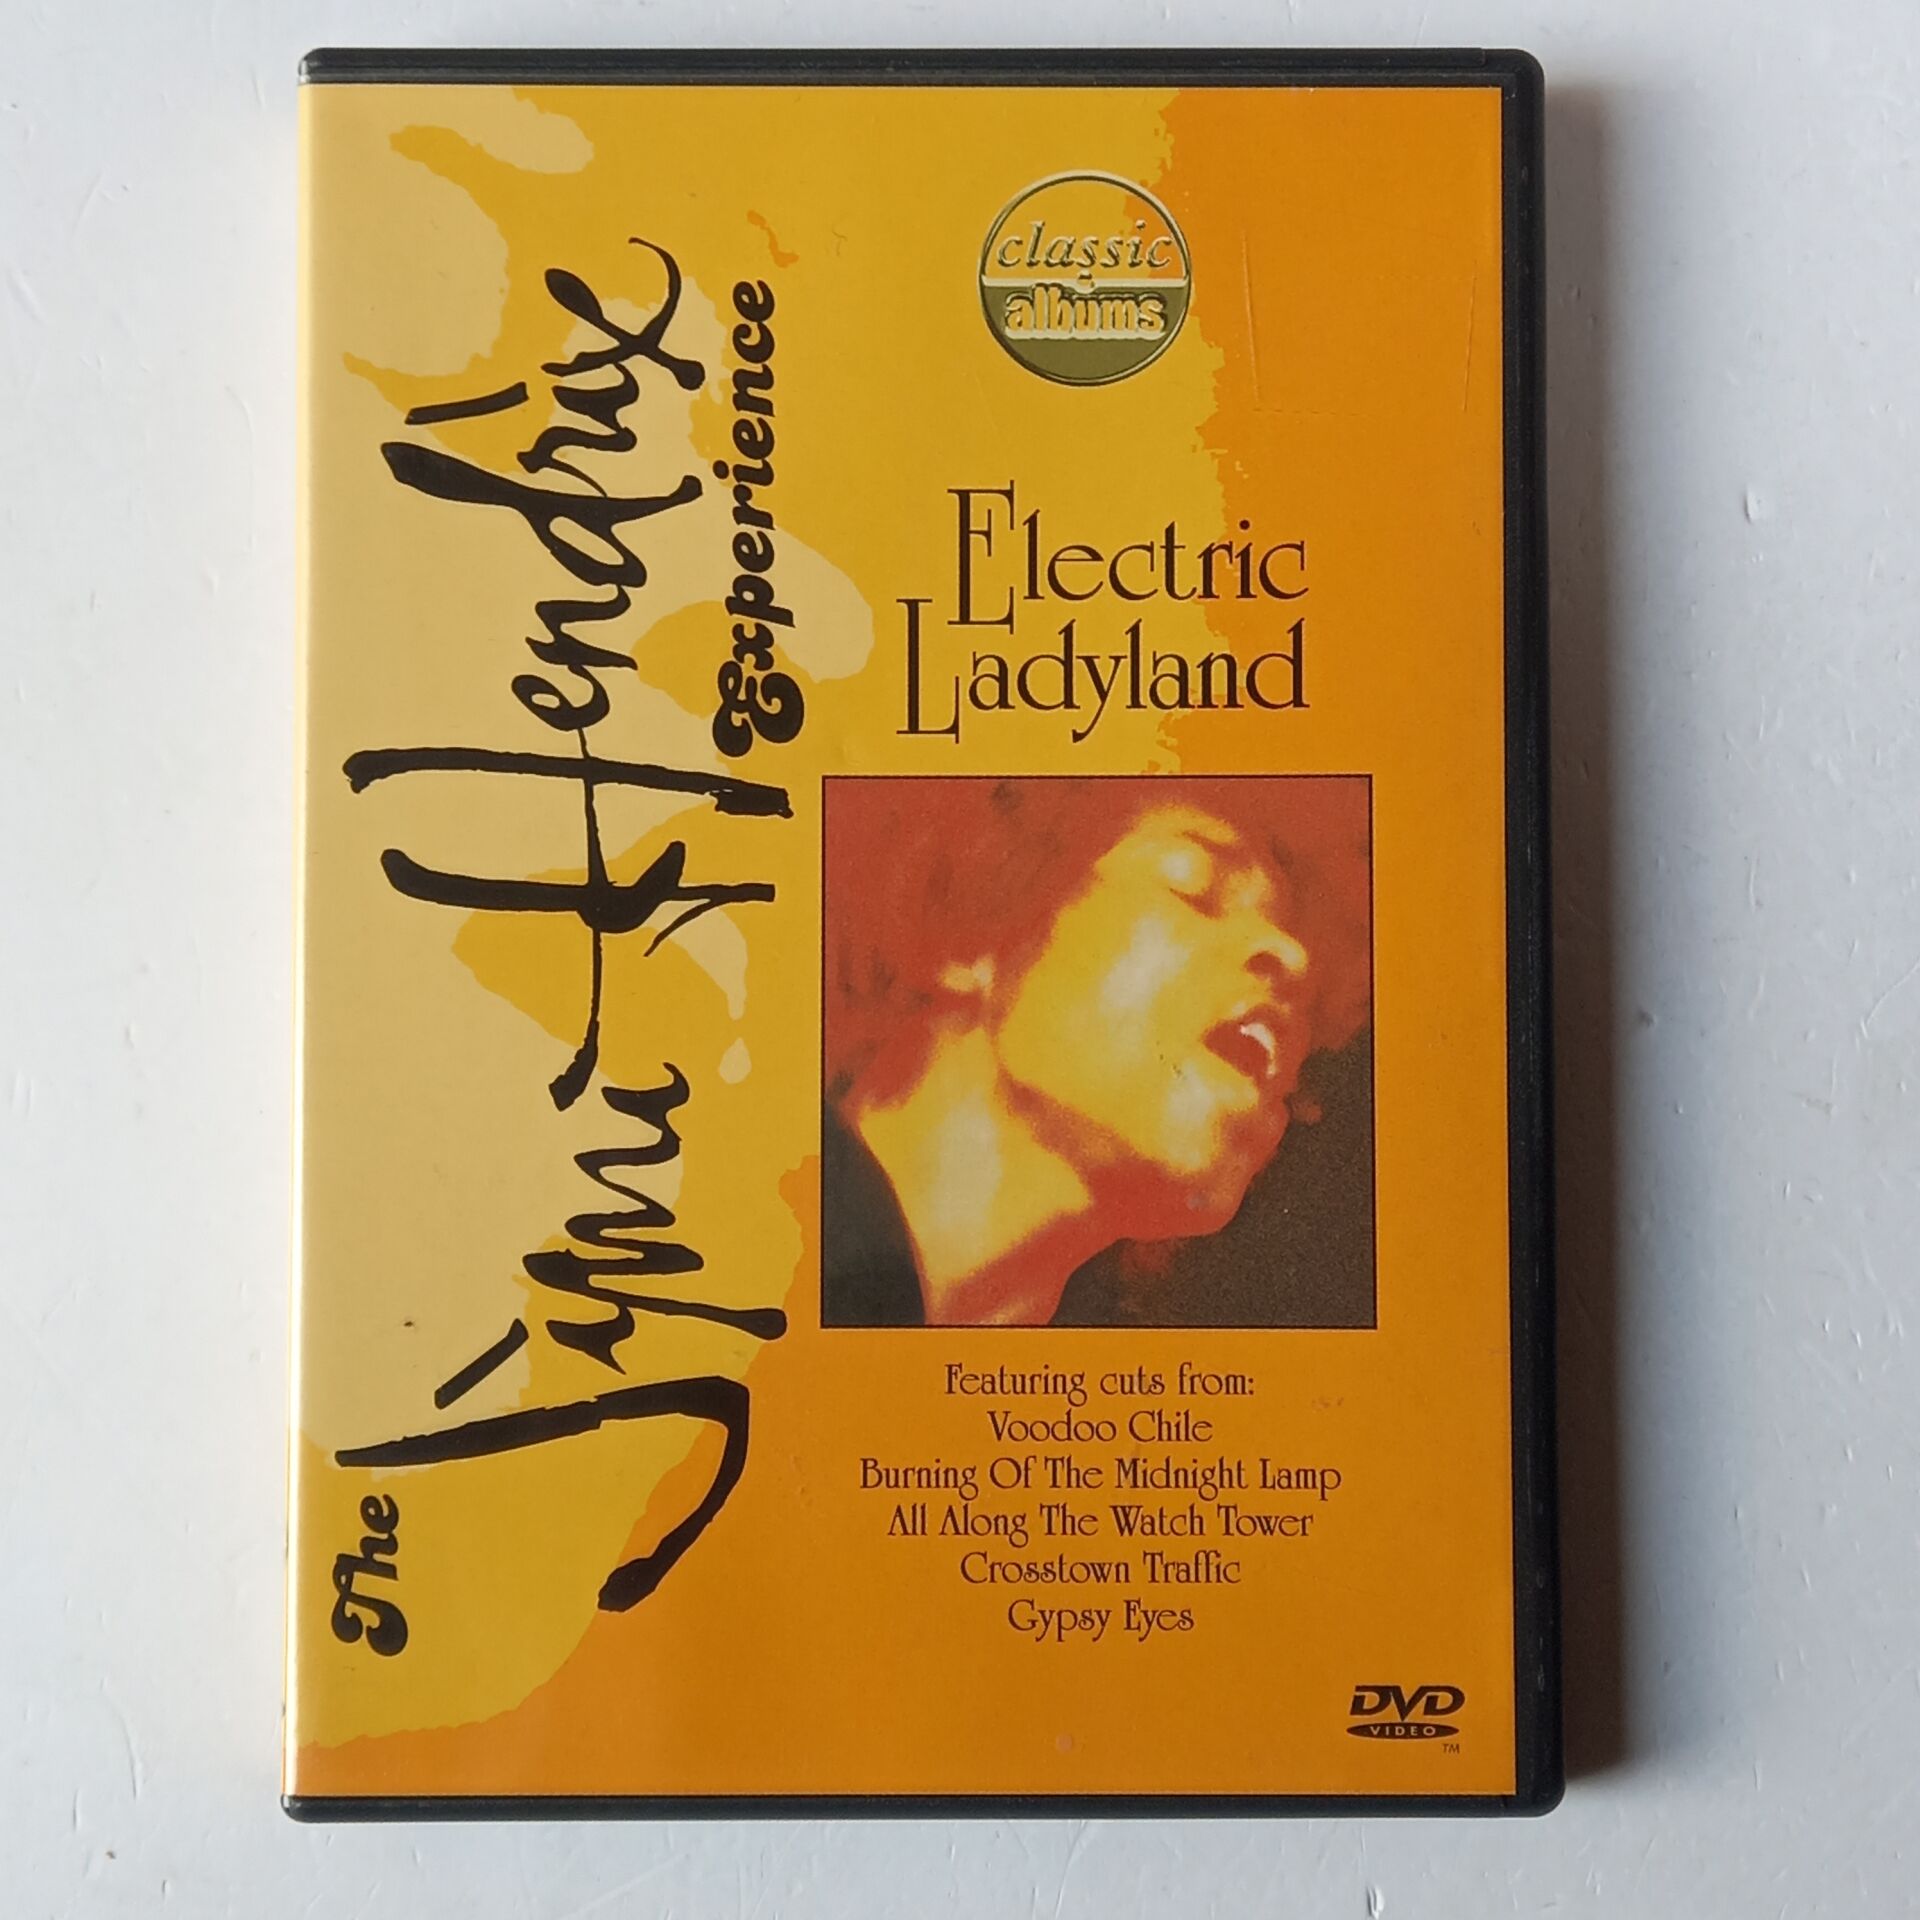 The
Jimi Hendrix
Experience
classic
albums
Electric
Ladyland
Featuring cuts from:
Voodoo Chile
Burning Of The Midnight Lamp
All Along The Watch Tower
Crosstown Traffic
Gypsy Eyes
DVD
VIDEO
TM